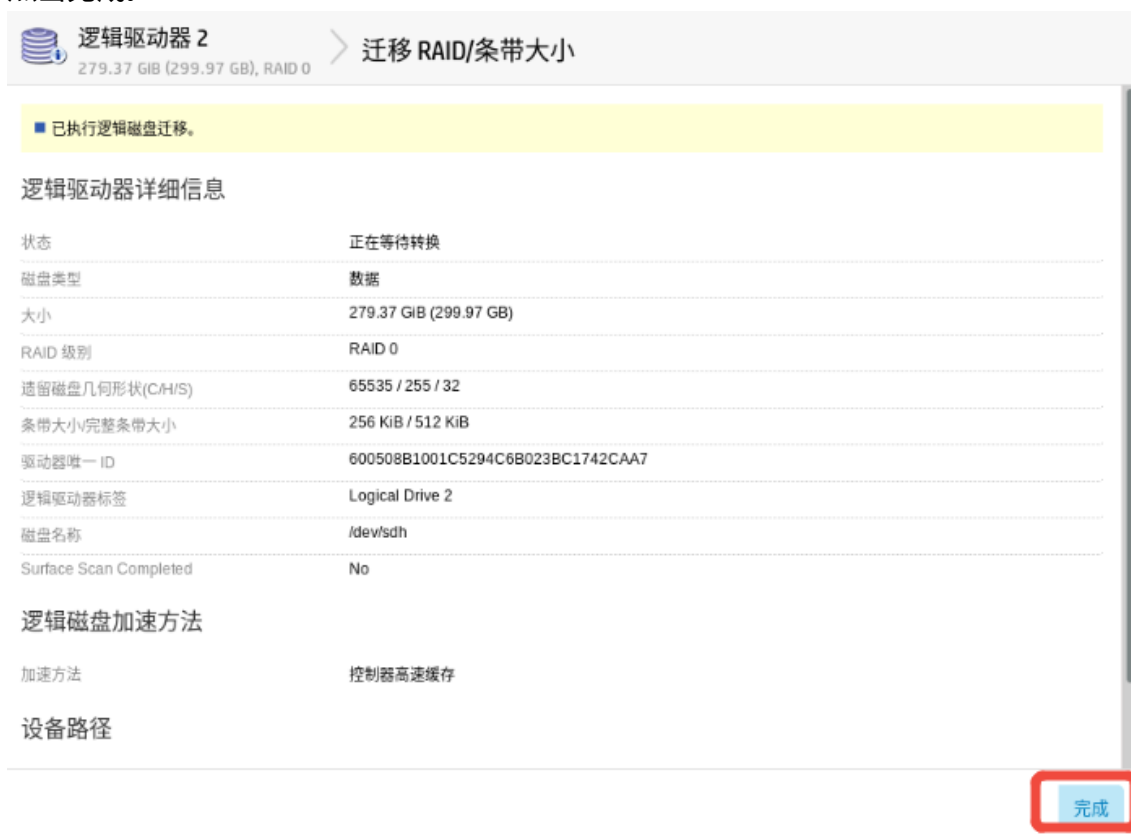 逻辑驱动器 2
279.37 GiB (299.97 GB), RAID 0
迁移 RAID/条带大小
已执行逻辑磁盘迁移。
逻辑驱动器详细信息
状态 正在等待转换
磁盘类型 数据
大小 279.37 GiB (299.97 GB)
RAID 级别 RAID 0
遗留磁盘几何形状(C/H/S) 65535 / 255 / 32
条带大小/完整条带大小 256 KiB / 512 KiB
驱动器唯一 ID 600508B1001C5294C6B023BC1742CAA7
逻辑驱动器标签 Logical Drive 2
磁盘名称 /dev/sdh
Surface Scan Completed No
逻辑磁盘加速方法
加速方法 控制器高速缓存
设备路径
完成